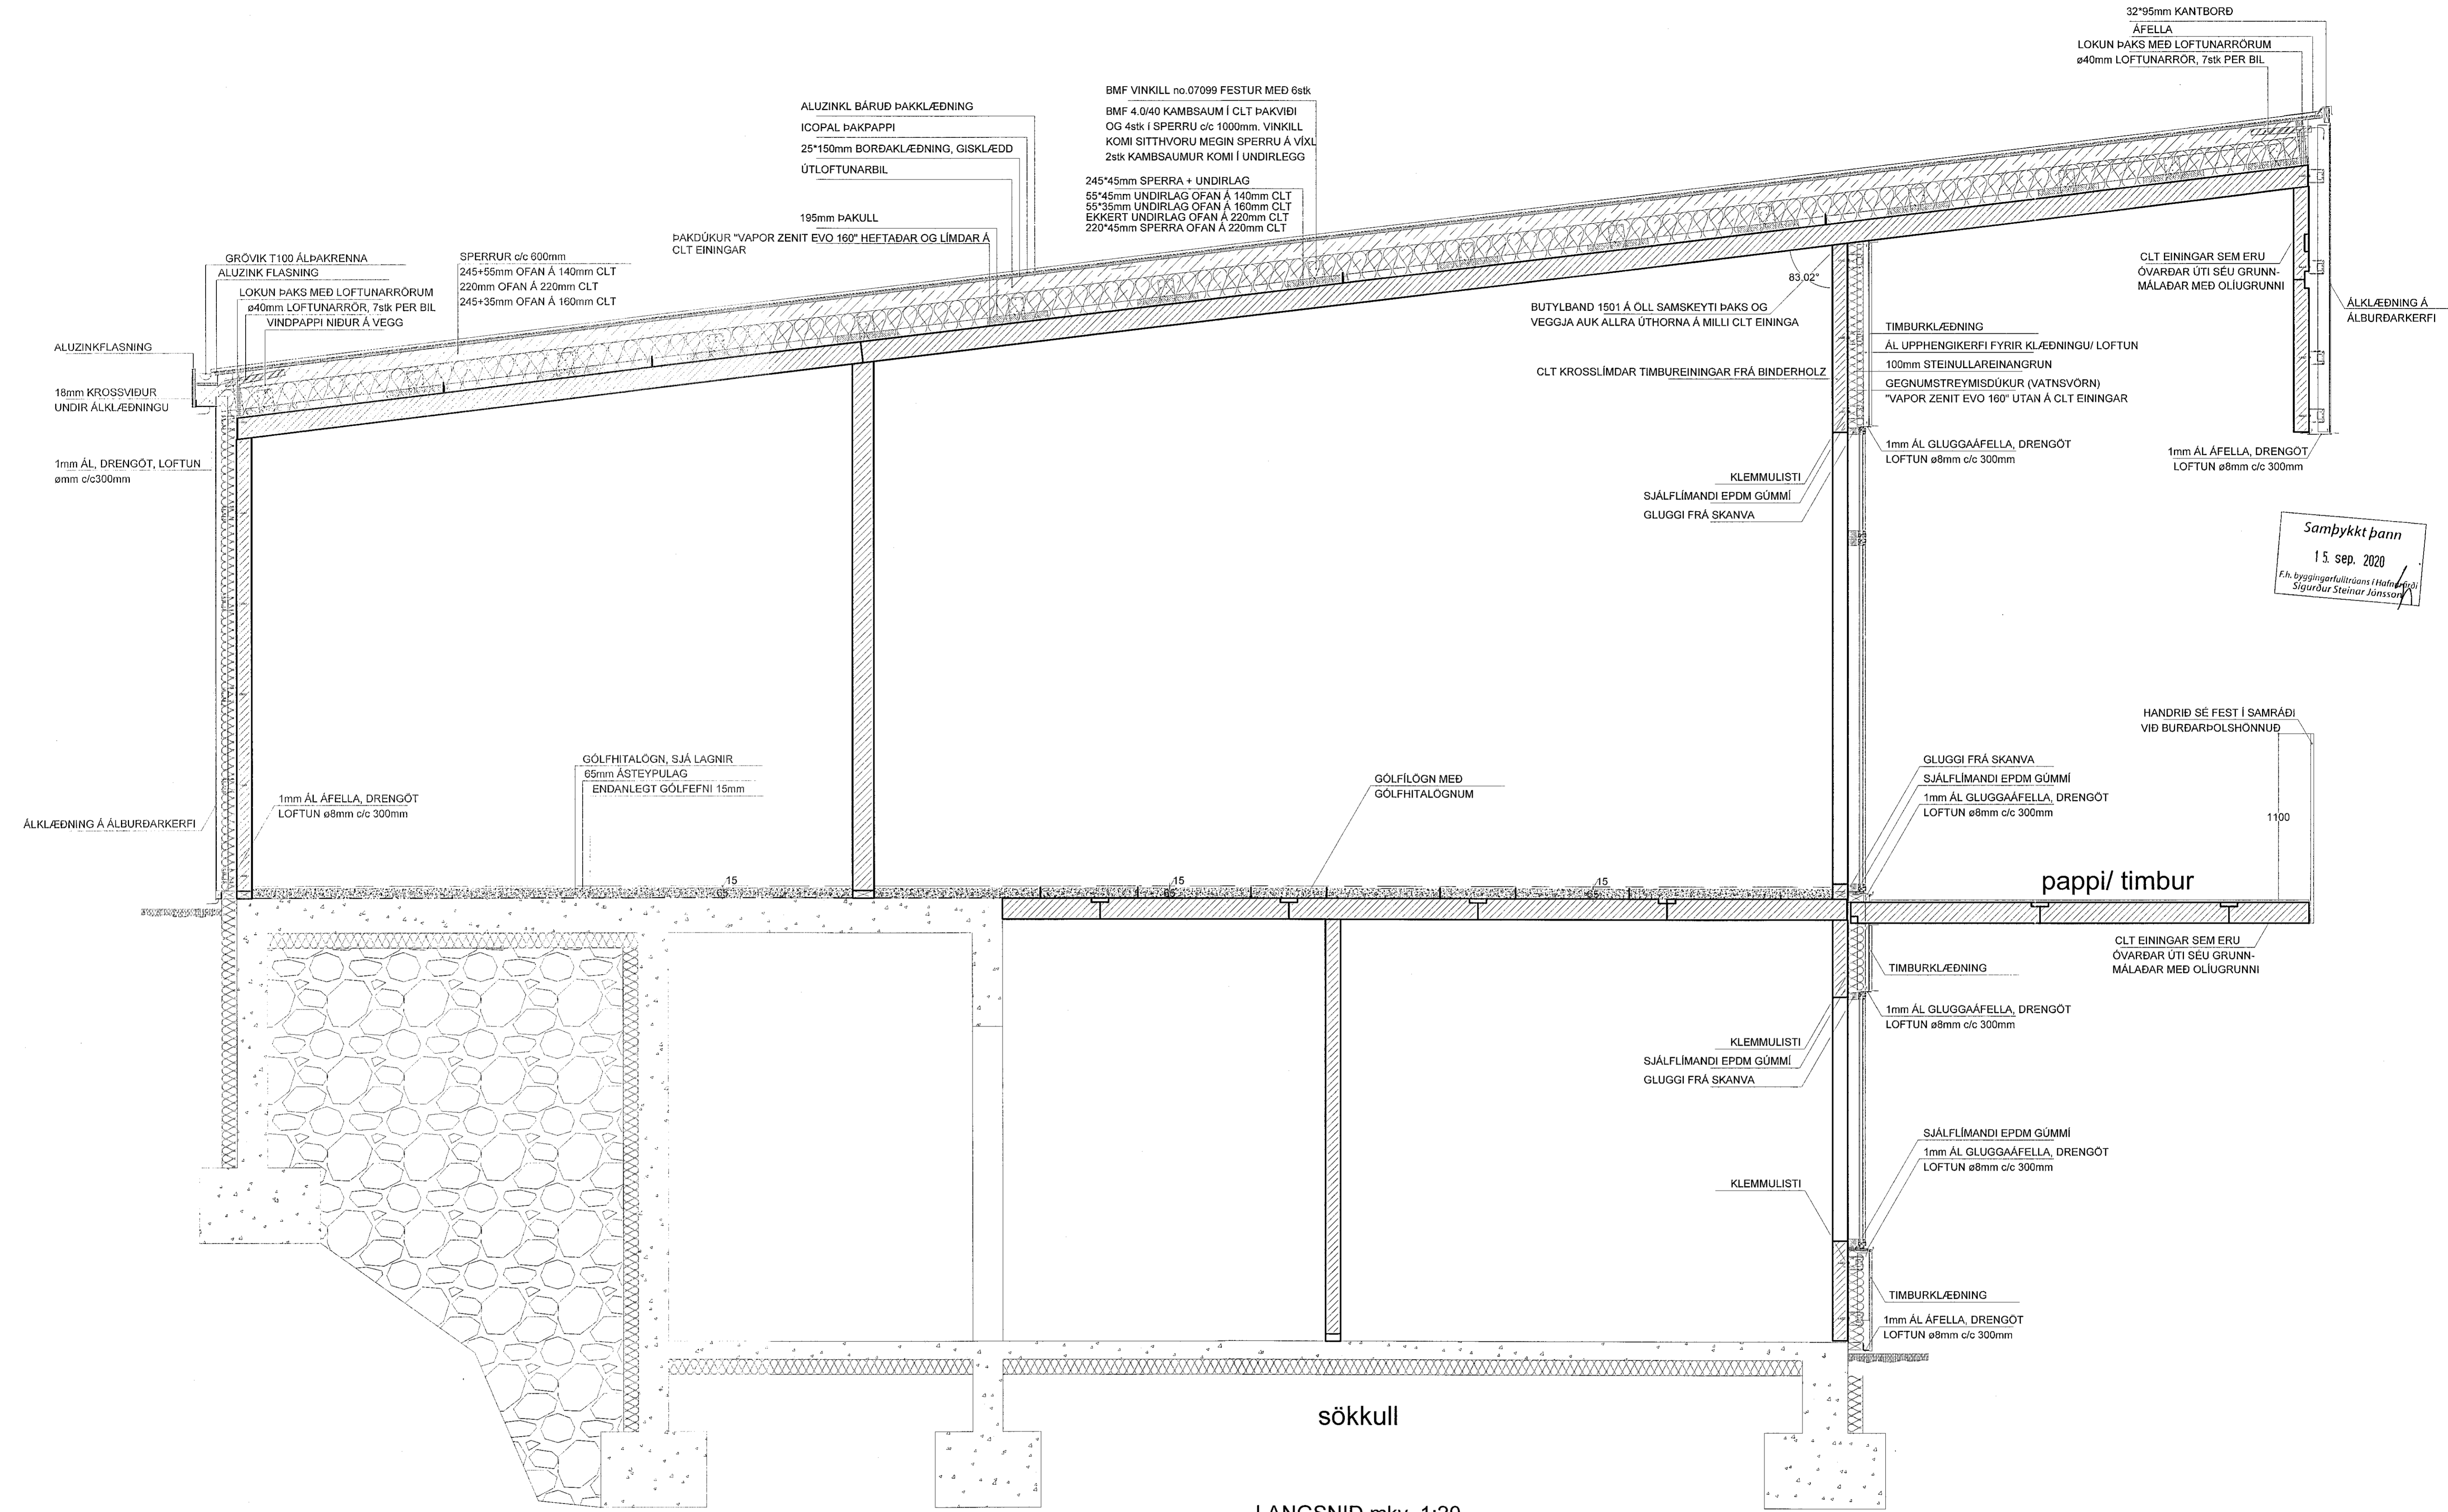 32*95mm KANTBORÐ
ÁFELLA
LOKUN ÞAKS MEÐ LOFTUNARRÖRUM
ø40mm LOFTUNARRÖR, 7stk PER BIL
BMF VINKILL no.07099 FESTUR MEÐ 6stk
BMF 4.0/40 KAMBSAUM Í CLT ÞAKVIÐI
OG 4stk í SPERRU c/c 1000mm. VINKILL
KOMI SITTHVORU MEGIN SPERRU Á VÍXL
2stk KAMBSAUMUR KOMI Í UNDIRLEGG
245*45mm SPERRA + UNDIRLAG
55*45mm UNDIRLAG OFAN Á 140mm CLT
55*35mm UNDIRLAG OFAN Á 160mm CLT
EKKERT UNDIRLAG OFAN Á 220mm CLT
220*45mm SPERRA OFAN Á 220mm CLT
ALUZINKL BÁRUÐ ÞAKKLÆÐNING
ICOPAL ÞAKPAPPI
25*150mm BORÐAKLÆÐNING, GISKLÆDD
ÚTLOFTUNARBIL
195mm ÞAKULL
ÞAKDÚKUR "VAPOR ZENIT EVO 160" HEFTAÐAR OG LÍMDAR Á
CLT EININGAR
GRÖVIK T100 ÁLÞAKRENNA
ALUZINK FLASNING
LOKUN ÞAKS MEÐ LOFTUNARRÖRUM
ø40mm LOFTUNARRÖR, 7stk PER BIL
VINDPAPPI NIÐUR Á VEGG
SPERRUR c/c 600mm
245+55mm OFAN Á 140mm CLT
220mm OFAN Á 220mm CLT
245+35mm OFAN Á 160mm CLT
ALUZINKFLASNING
18mm KROSSVIÐUR
UNDIR ÁLKLÆÐNINGU
1mm ÁL, DRENGÖT, LOFTUN
ømm c/c300mm
83.02°
BUTYLBAND 1501 Á ÖLL SAMSKEYTI ÞAKS OG
VEGGJA AUK ALLRA ÚTHORNA Á MILLI CLT EININGA
CLT KROSSLÍMDAR TIMBUREININGAR FRÁ BINDERHOLZ
TIMBURKLÆÐNING
ÁL UPPHENGIKERFI FYRIR KLÆÐNINGU/ LOFTUN
100mm STEINULLAREINANGRUN
GEGNUMSTREYMISDÚKUR (VATNSVÖRN)
"VAPOR ZENIT EVO 160" UTAN Á CLT EININGAR
1mm ÁL GLUGGAÁFELLA, DRENGÖT
LOFTUN ø8mm c/c 300mm
CLT EININGAR SEM ERU
ÓVARÐAR ÚTI SÉU GRUNN-
MÁLAÐAR MEÐ OLÍUGRUNNI
ÁLKLÆÐNING Á
ÁLBURÐARKERFI
1mm ÁL ÁFELLA, DRENGÖT
LOFTUN ø8mm c/c 300mm
KLEMMULISTI
SJÁLFLÍMANDI EPDM GÚMMÍ
GLUGGI FRÁ SKANVA
Samþykkt þann
15. sep. 2020
F.h. byggingarfulltrúans í Hafnarfirði
Sigurður Steinar Jónsson
HANDRIÐ SÉ FEST Í SAMRÁÐI
VIÐ BURÐARÞOLSHÖNNUÐ
1100
GÓLFHITALÖGN, SJÁ LAGNIR
65mm ÁSTEYPULAG
ENDANLEGT GÓLFEFNI 15mm
1mm ÁL ÁFELLA, DRENGÖT
LOFTUN ø8mm c/c 300mm
ÁLKLÆÐNING Á ÁLBURÐARKERFI
GÓLFÍLÖGN MEÐ
GÓLFHITALÖGNUM
GLUGGI FRÁ SKANVA
SJÁLFLÍMANDI EPDM GÚMMÍ
1mm ÁL GLUGGAÁFELLA, DRENGÖT
LOFTUN ø8mm c/c 300mm
15
65
15
65
15
65
pappi/ timbur
CLT EININGAR SEM ERU
ÓVARÐAR ÚTI SÉU GRUNN-
MÁLAÐAR MEÐ OLÍUGRUNNI
TIMBURKLÆÐNING
1mm ÁL GLUGGAÁFELLA, DRENGÖT
LOFTUN ø8mm c/c 300mm
KLEMMULISTI
SJÁLFLÍMANDI EPDM GÚMMÍ
GLUGGI FRÁ SKANVA
SJÁLFLÍMANDI EPDM GÚMMÍ
1mm ÁL GLUGGAÁFELLA, DRENGÖT
LOFTUN ø8mm c/c 300mm
KLEMMULISTI
TIMBURKLÆÐNING
1mm ÁL ÁFELLA, DRENGÖT
LOFTUN ø8mm c/c 300mm
sökkull
LANGSNIÐ mkv. 1:20